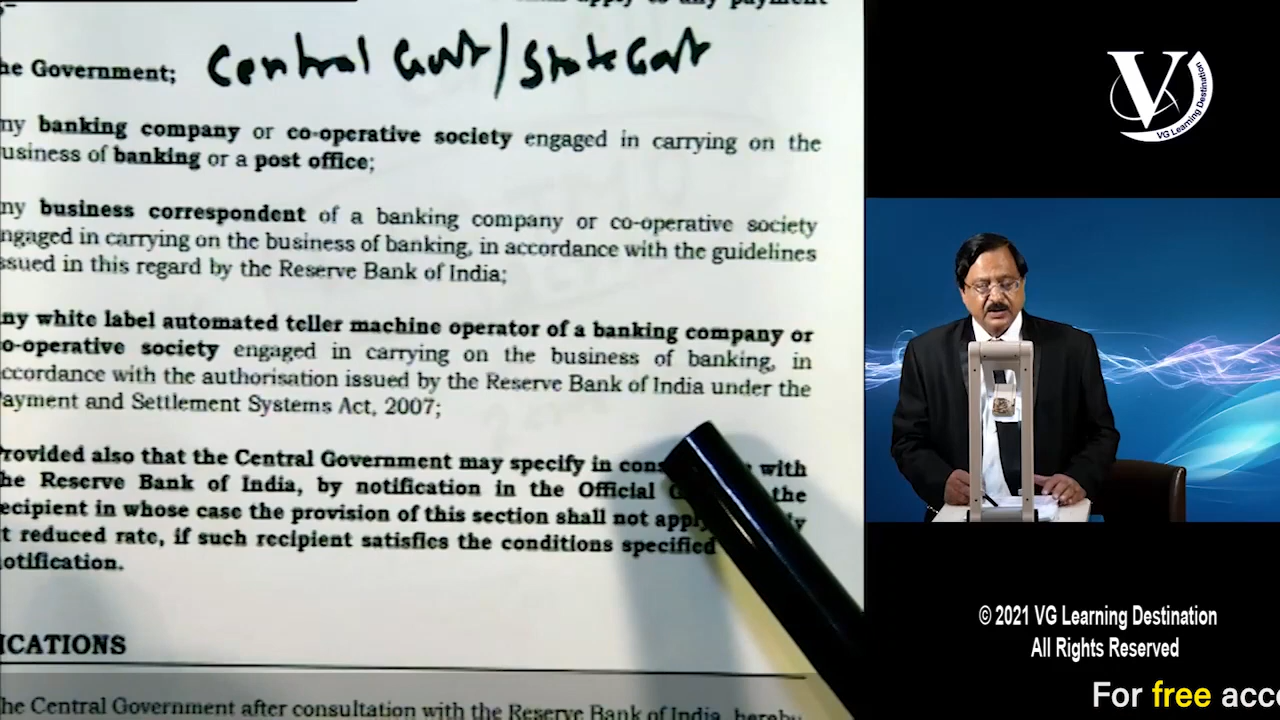 apply to any payment
he Government; Central Govt/State Govt
ny banking company or co-operative society engaged in carrying on the
usiness of banking or a post office;
ny business correspondent of a banking company or co-operative society
ngaged in carrying on the business of banking, in accordance with the guidelines
ssued in this regard by the Reserve Bank of India;
ny white label automated teller machine operator of a banking company or
o-operative society engaged in carrying on the business of banking, in
ccordance with the authorisation issued by the Reserve Bank of India under the
ayment and Settlement Systems Act, 2007;
rovided also that the Central Government may specify in cons with
he Reserve Bank of India, by notification in the Official G the
ecipient in whose case the provision of this section shall not appl y
t reduced rate, if such recipient satisfies the conditions specified
otification.
ICATIONS
he Central Government after consultation with the Reserve Bank of India, hereby
V
VG Learning Destination
© 2021 VG Learning Destination
All Rights Reserved
For free acc